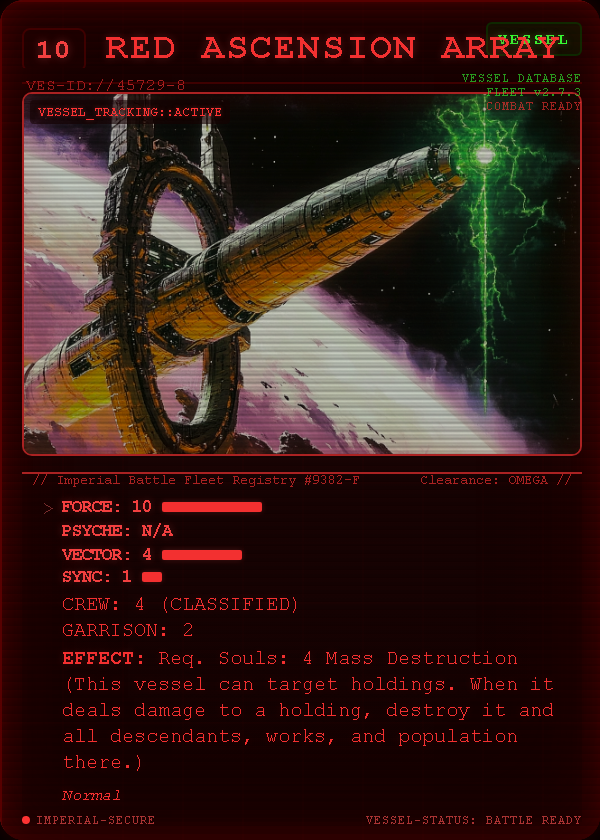 10
RED ASCENSION ARRAY
VESSEL
VES-ID://45729-8
VESSEL DATABASE
FLEET v2.7.3
COMBAT READY
VESSEL_TRACKING::ACTIVE
// Imperial Battle Fleet Registry #9382-F
Clearance: OMEGA //
> FORCE: 10
PSYCHE: N/A
VECTOR: 4
SYNC: 1
CREW: 4 (CLASSIFIED)
GARRISON: 2
EFFECT: Req. Souls: 4 Mass Destruction
(This vessel can target holdings. When it
deals damage to a holding, destroy it and
all descendants, works, and population
there.)
Normal
IMPERIAL-SECURE
VESSEL-STATUS: BATTLE READY